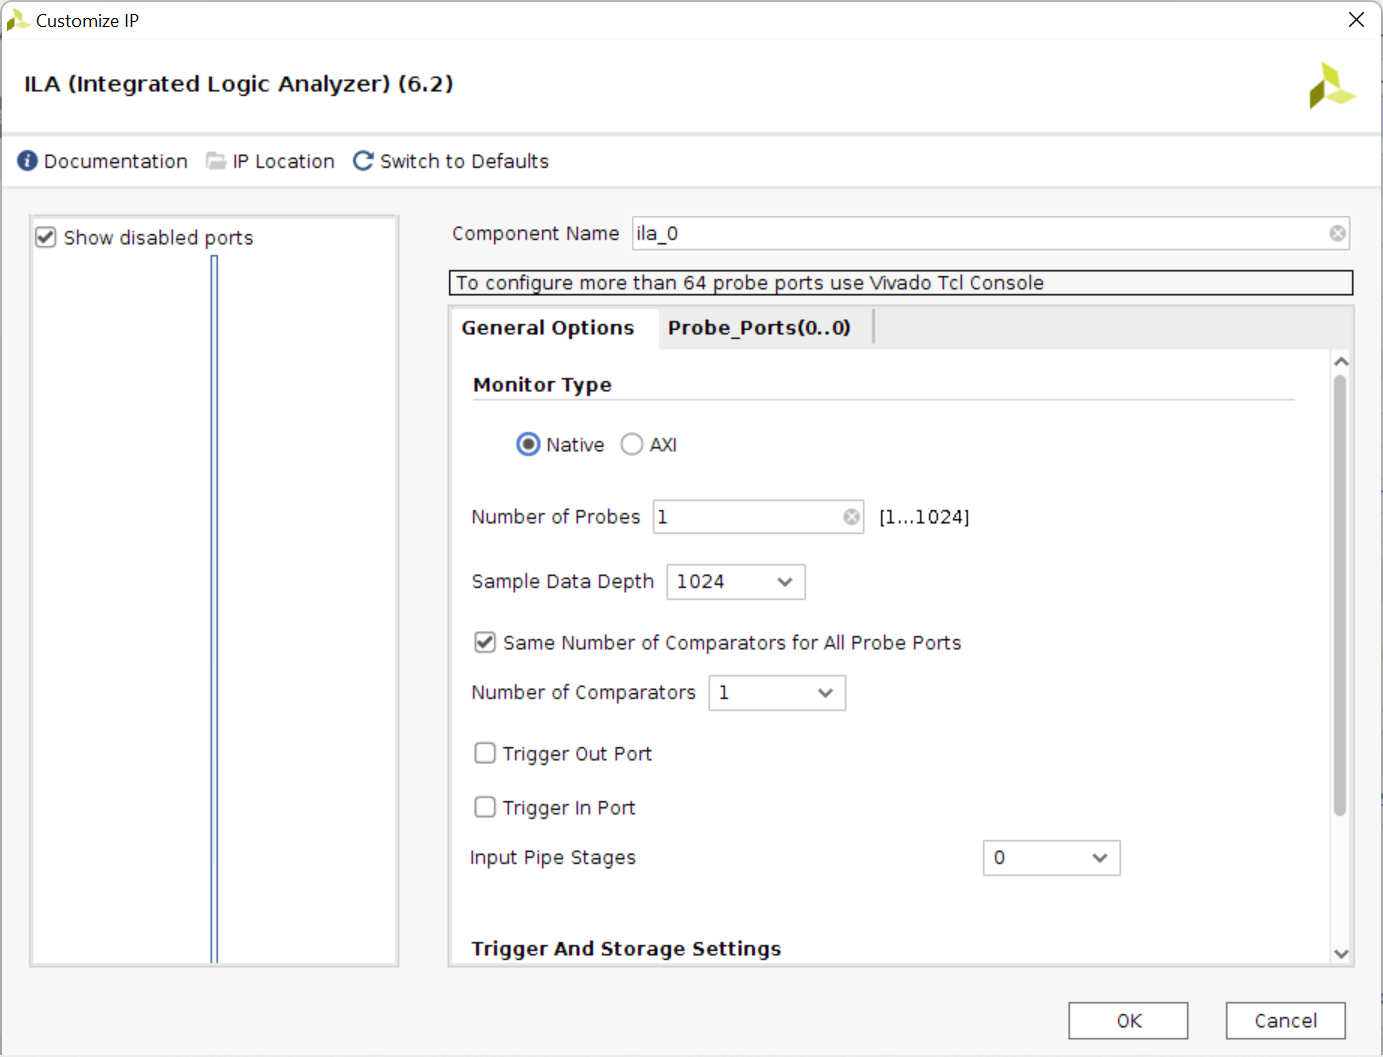 Customize IP
ILA (Integrated Logic Analyzer) (6.2)
Documentation IP Location Switch to Defaults
Show disabled ports
Component Name ila_0
To configure more than 64 probe ports use Vivado Tcl Console
General Options Probe_Ports(0..0)
Monitor Type
Native AXI
Number of Probes 1 [1...1024]
Sample Data Depth 1024
Same Number of Comparators for All Probe Ports
Number of Comparators 1
Trigger Out Port
Trigger In Port
Input Pipe Stages 0
Trigger And Storage Settings
OK Cancel